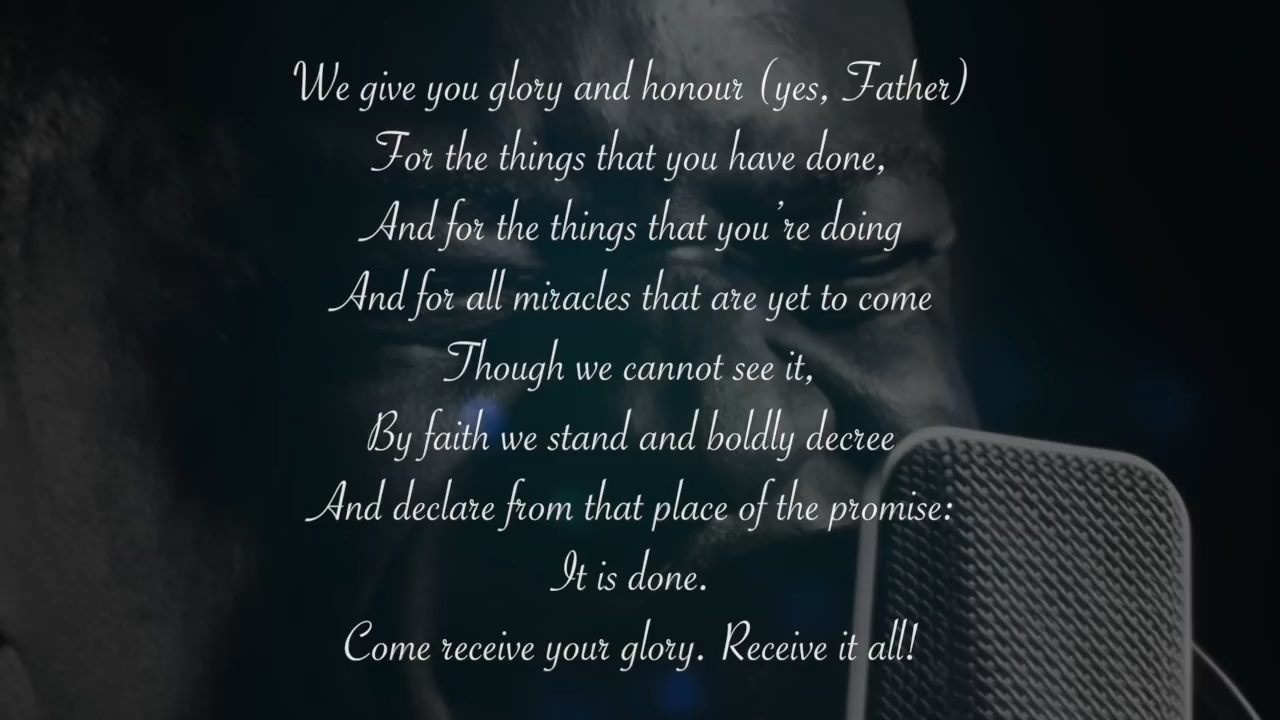 We give you glory and honour (yes, Father)
For the things that you have done,
And for the things that you're doing
And for all miracles that are yet to come
Though we cannot see it,
By faith we stand and boldly decree
And declare from that place of the promise:
It is done.
Come receive your glory. Receive it all!